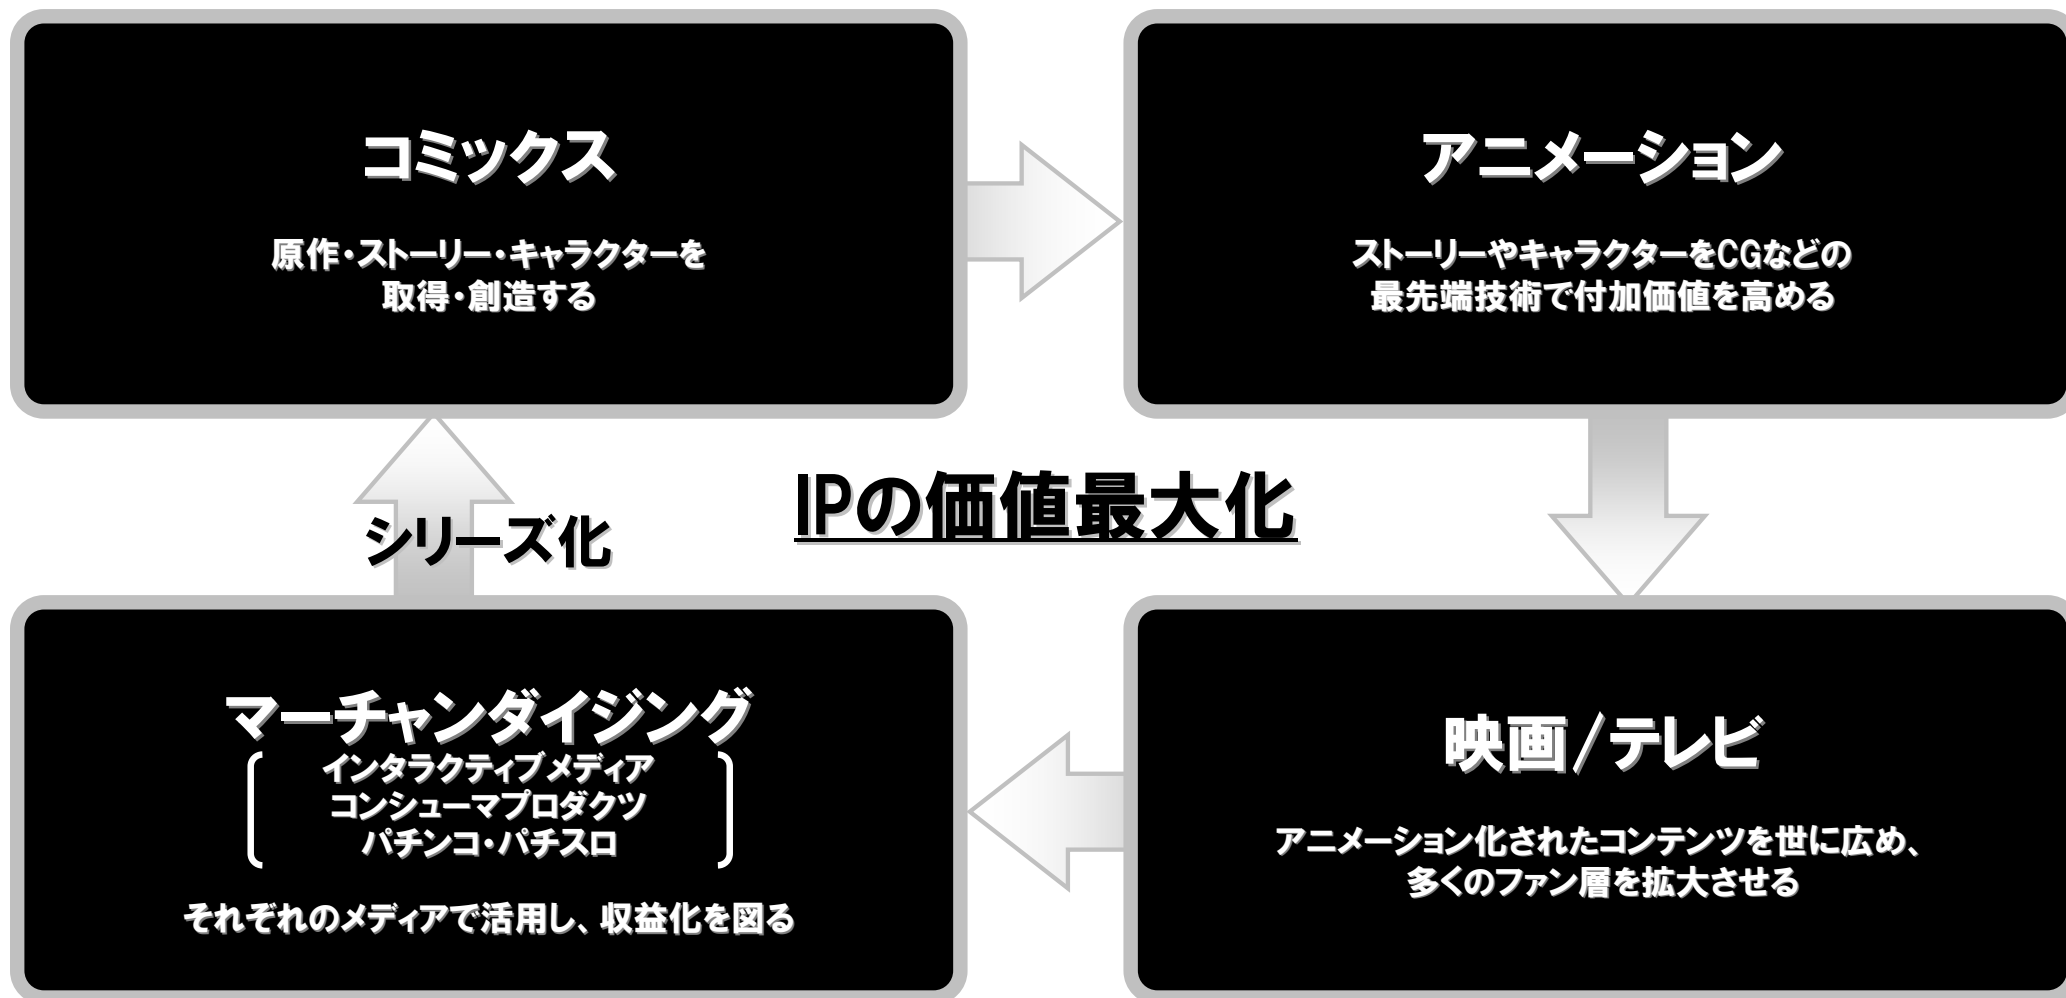 コミックス
原作・ストーリー・キャラクターを
取得・創造する
アニメーション
ストーリーやキャラクターをCGなどの
最先端技術で付加価値を高める
シリーズ化
IPの価値最大化
マーチャンダイジング
インタラクティブメディア
コンシューマプロダクツ
パチンコ・パチスロ
それぞれのメディアで活用し、収益化を図る
映画/テレビ
アニメーション化されたコンテンツを世に広め、
多くのファン層を拡大させる